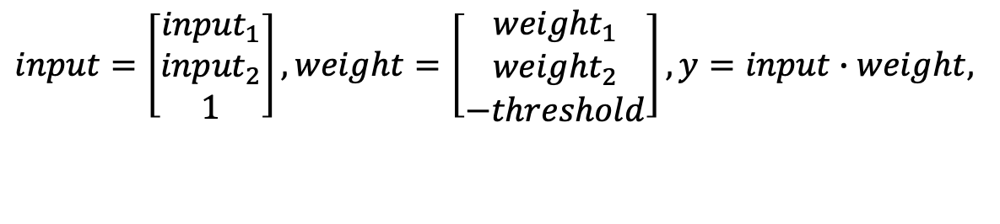 input = [input₁ input₂ 1], weight = [weight₁ weight₂ −threshold], y = input · weight,